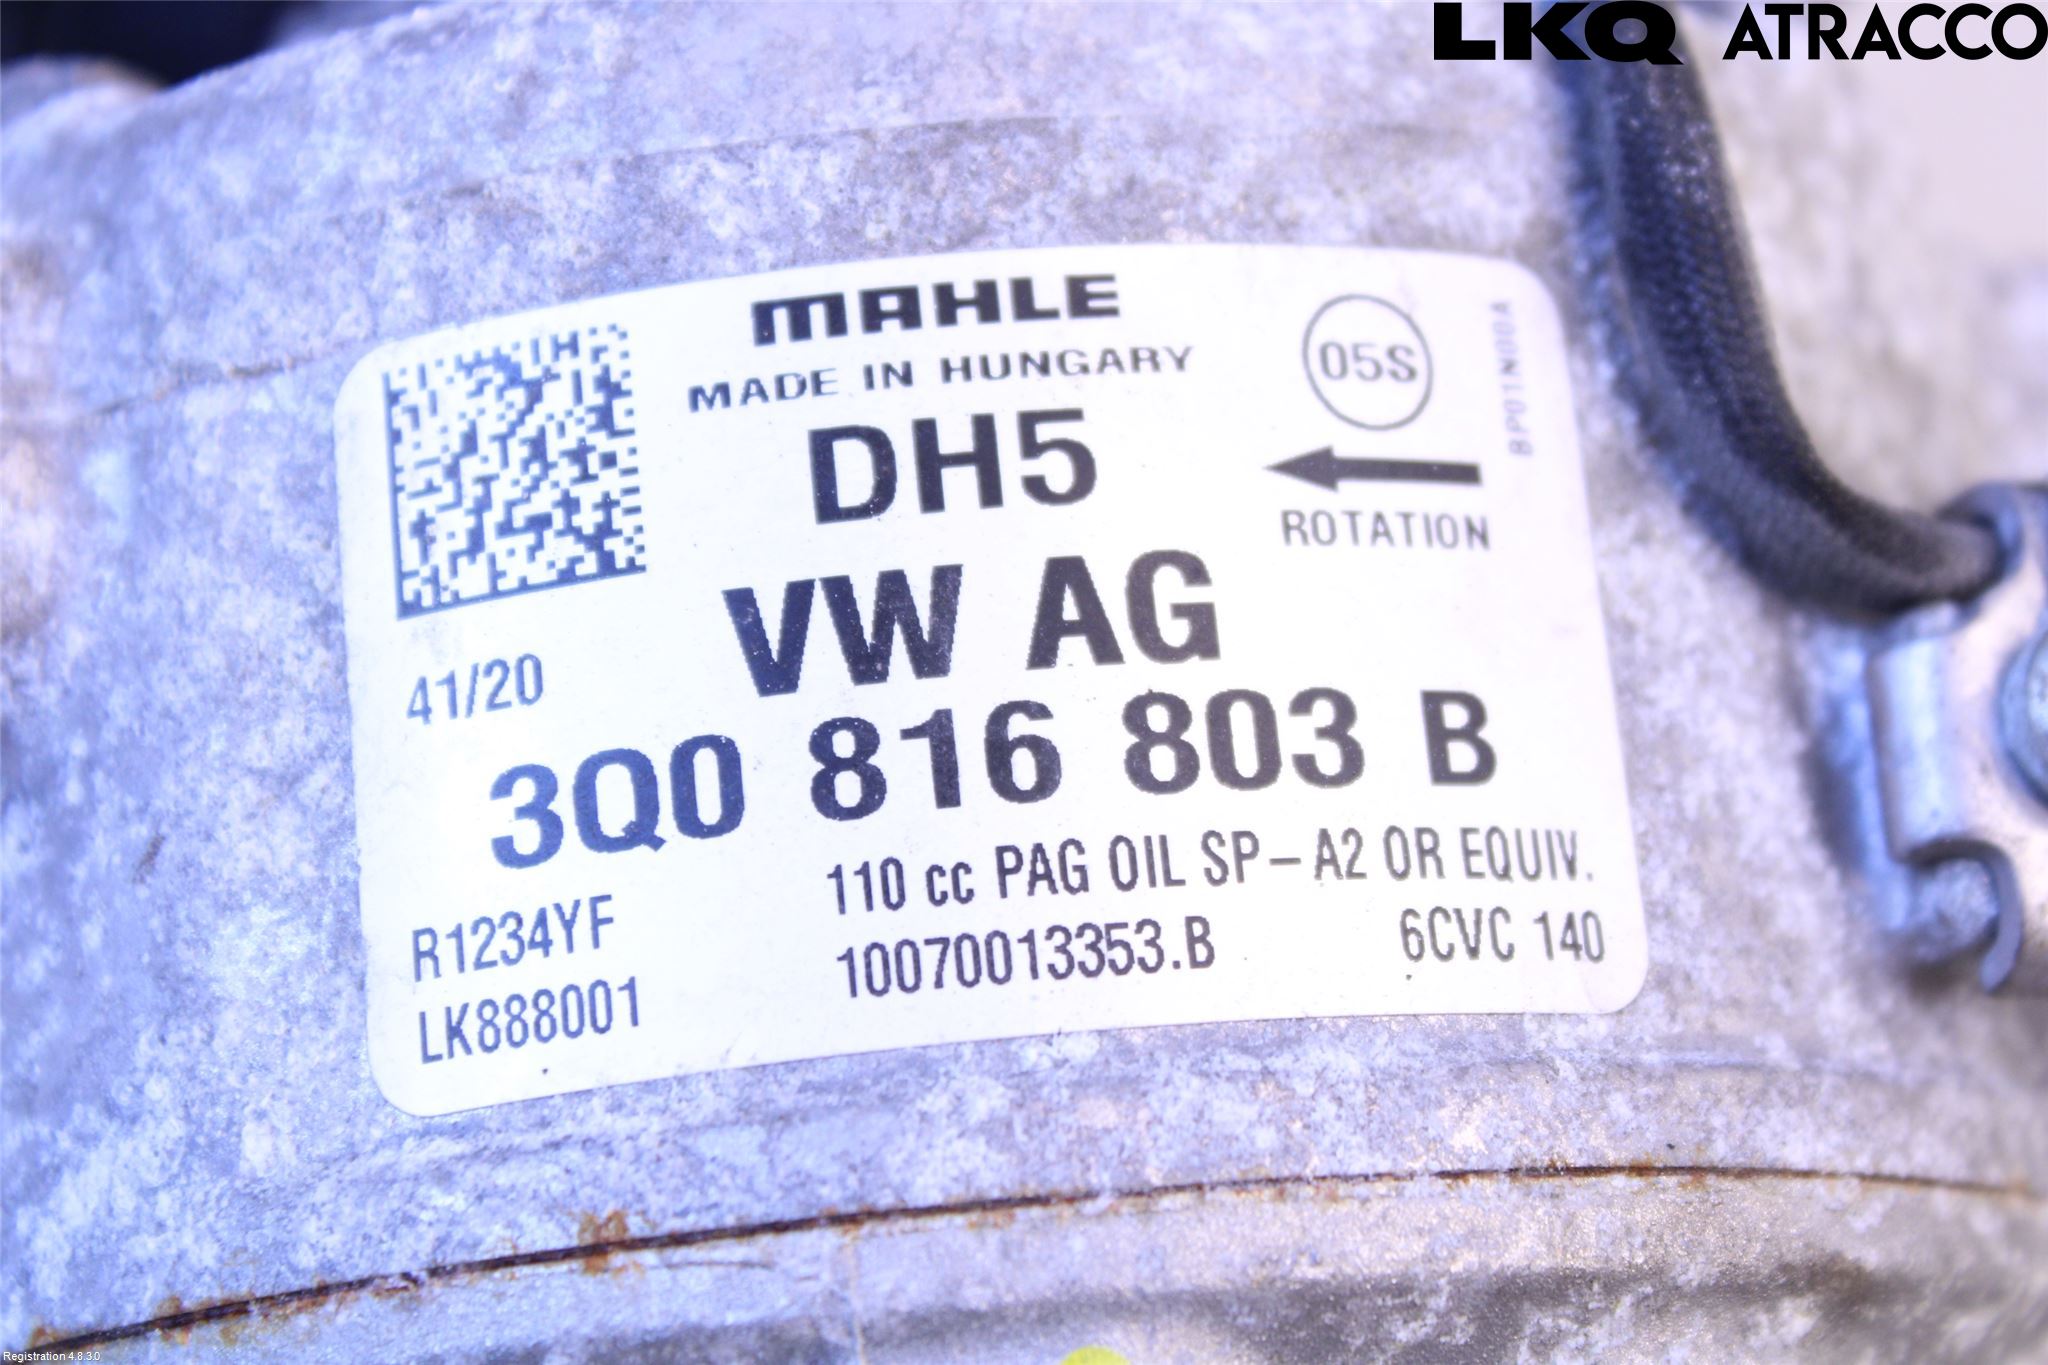 LKQ ATRACCO
MAHLE
MADE IN HUNGARY
05S
BP01N00A
DH5
ROTATION
VW AG
41/20
3Q0 816 803 B
110 cc PAG OIL SP-A2 OR EQUIV.
R1234YF
10070013353.B
6CVC 140
LK888001
Registration 4.8.3.0